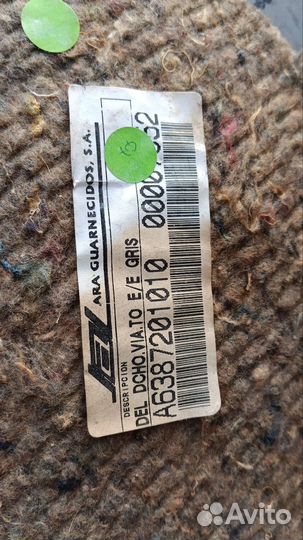 ARA GUARNECIDOS, S.A.
DESCRIPCION
DEL DCHO.VIA.TO E/E GRIS
A6387201010
Avito